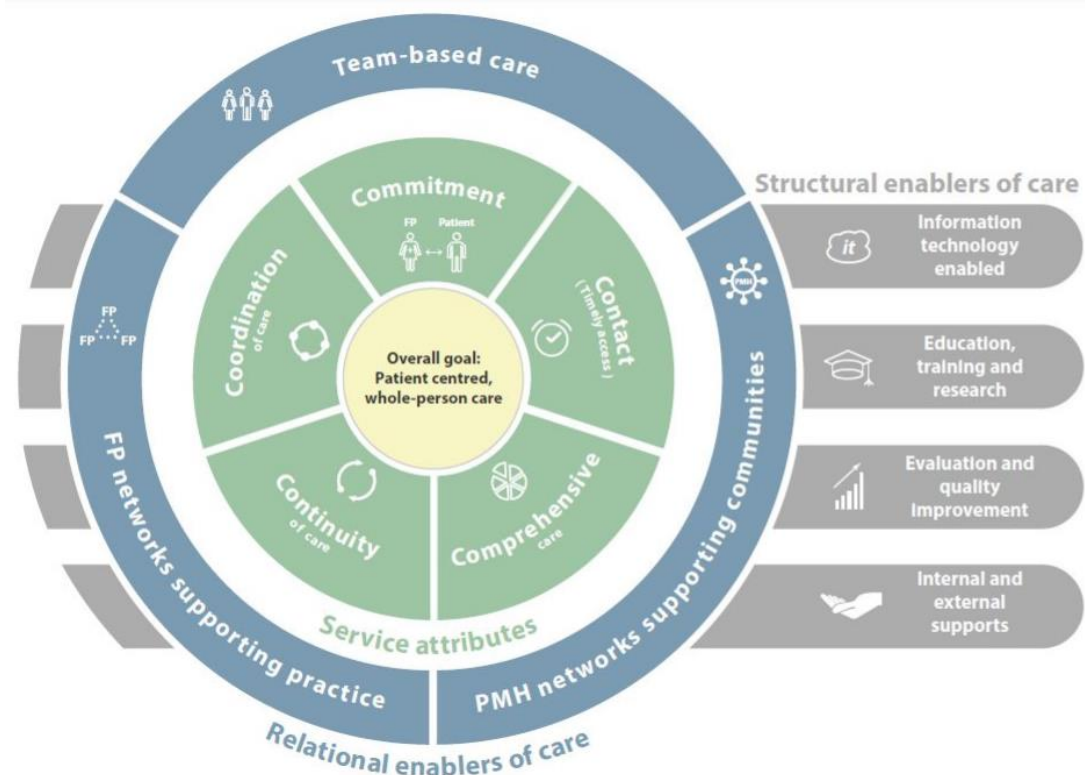 Team-based care
Structural enablers of care
Commitment
FP Patient
Information
technology
enabled
it
PMH
Coordination
of care
Contact
(Timely access)
FP
FP FP
Education,
training and
research
Overall goal:
Patient centred,
whole-person care
Evaluation and
quality
Improvement
Continuity
of care
Comprehensive
care
FP networks supporting practice
PMH networks supporting communities
Internal and
external
supports
Service attributes
Relational enablers of care